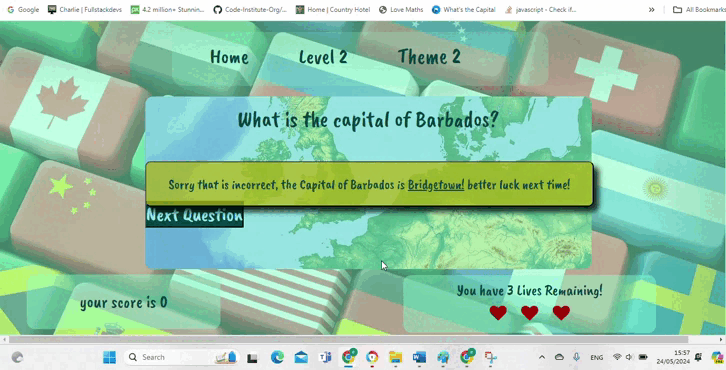 Google
Charlie | Fullstackdevs
4.2 million+ Stunnin...
Code-Institute-Org/...
Home | Country Hotel
Love Maths
What's the Capital
javascript - Check if...
»
All Bookmarks
Home
Level 2
Theme 2
What is the capital of Barbados?
Sorry that is incorrect, the Capital of Barbados is Bridgetown! better luck next time!
Next Question
your score is 0
You have 3 Lives Remaining!
Search
ENG
15:57
24/05/2024